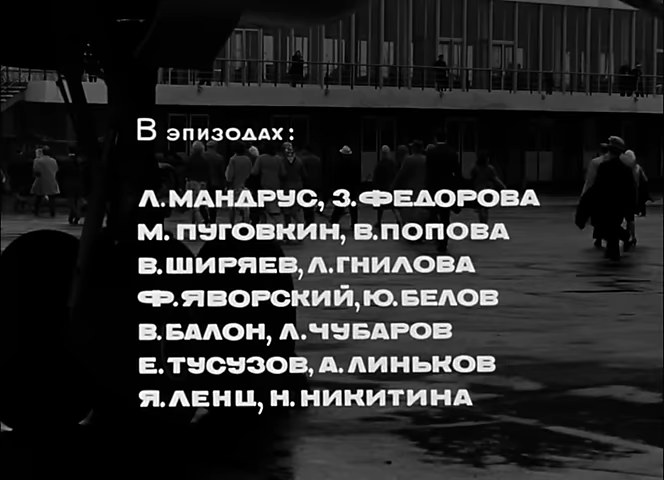 В эпизодах:
Л. МАНДРУС, З. ФЕДОРОВА
М. ПУГОВКИН, В. ПОПОВА
В. ШИРЯЕВ, Л. ГНИЛОВА
Ф. ЯВОРСКИЙ, Ю. БЕЛОВ
В. БАЛОН, Л. ЧУБАРОВ
Е. ТУСУЗОВ, А. ЛИНЬКОВ
Я. ЛЕНЦ, Н. НИКИТИНА